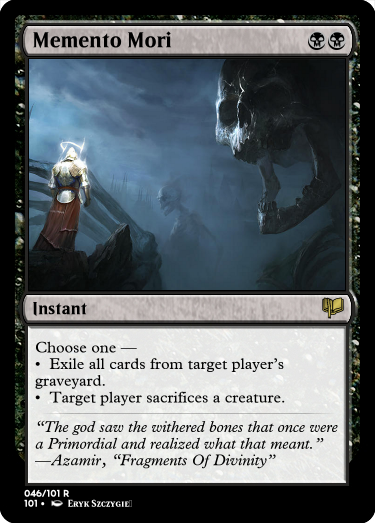 Memento Mori
Instant
Choose one —
• Exile all cards from target player's
graveyard.
• Target player sacrifices a creature.
“The god saw the withered bones that once were
a Primordial and realized what that meant.”
—Azamir, “Fragments Of Divinity”
046/101 R
101 • Eryk Szczygieł